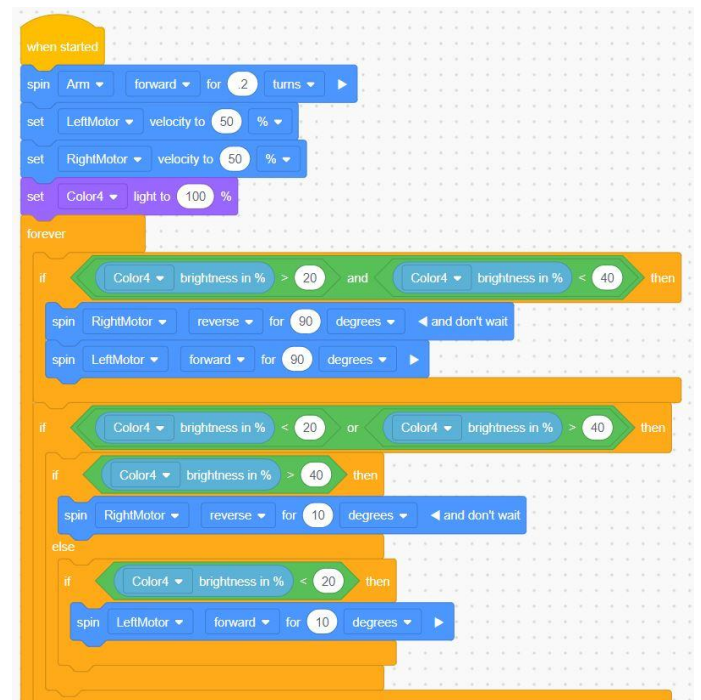 when started
spin Arm forward for .2 turns
set LeftMotor velocity to 50 %
set RightMotor velocity to 50 %
set Color4 light to 100 %
forever
if Color4 brightness in % > 20 and Color4 brightness in % < 40 then
spin RightMotor reverse for 90 degrees and don't wait
spin LeftMotor forward for 90 degrees
if Color4 brightness in % < 20 or Color4 brightness in % > 40 then
if Color4 brightness in % > 40 then
spin RightMotor reverse for 10 degrees and don't wait
else
if Color4 brightness in % < 20 then
spin LeftMotor forward for 10 degrees